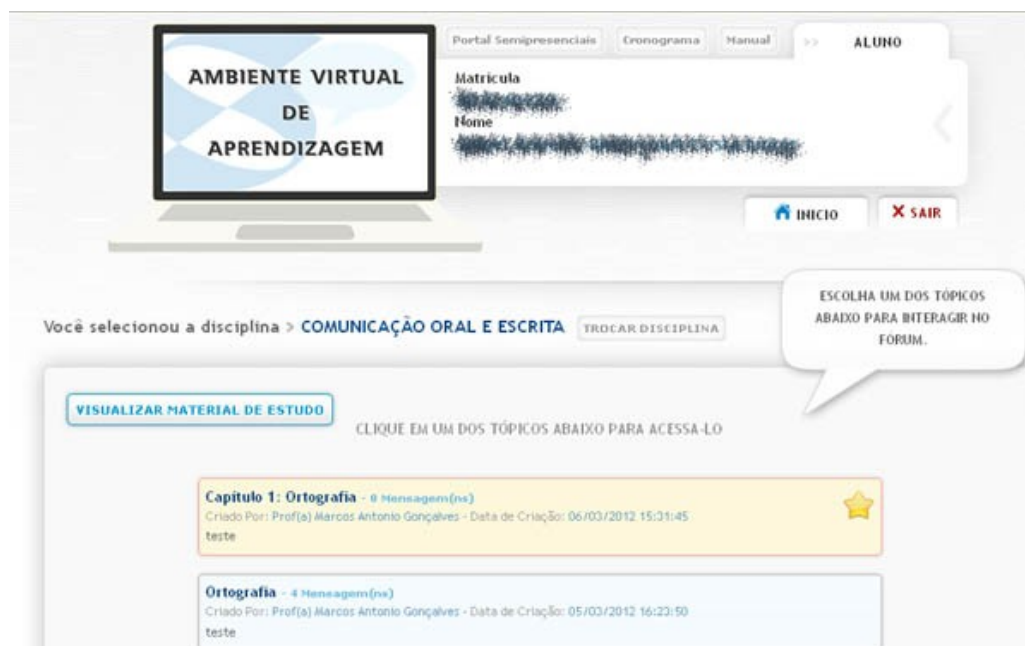 Portal Semipresenciais
Cronograma
Manual
>> ALUNO
AMBIENTE VIRTUAL
DE
APRENDIZAGEM
Matrícula
Nome
INICIO
X SAIR
Você selecionou a disciplina > COMUNICAÇÃO ORAL E ESCRITA TROCAR DISCIPLINA
ESCOLHA UM DOS TÓPICOS
ABAIXO PARA INTERAGIR NO
FÓRUM.
VISUALIZAR MATERIAL DE ESTUDO
CLIQUE EM UM DOS TÓPICOS ABAIXO PARA ACESSA-LO
Capítulo 1: Ortografia - 0 Mensagem(ns)
Criado Por: Prof(a) Marcos Antonio Gonçalves - Data de Criação: 06/03/2012 15:31:45
teste
Ortografia - 4 Mensagem(ns)
Criado Por: Prof(a) Marcos Antonio Gonçalves - Data de Criação: 05/03/2012 16:23:50
teste